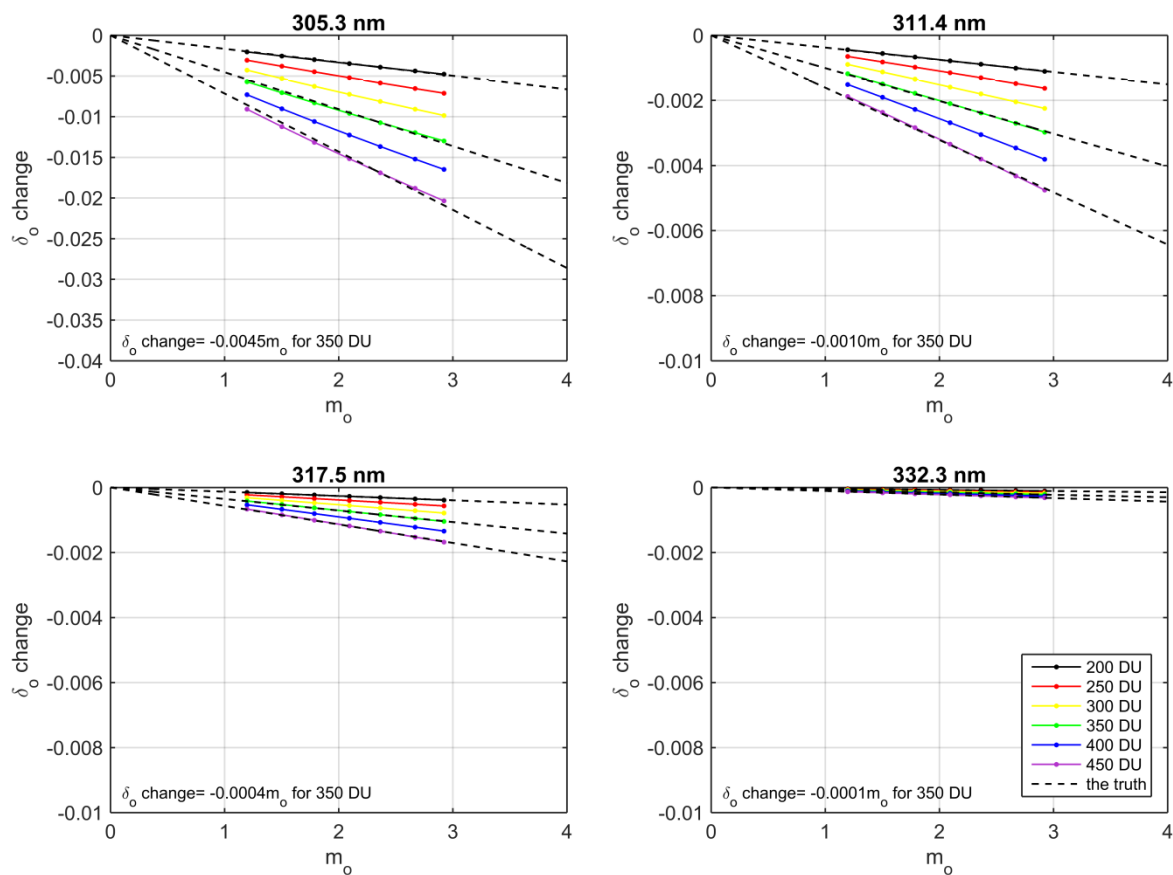 305.3 nm
0
-0.005
-0.01
-0.015
-0.02
-0.025
-0.03
-0.035
-0.04
δo change
δo change= -0.0045mo for 350 DU
0 1 2 3 4
mo
311.4 nm
0
-0.002
-0.004
-0.006
-0.008
-0.01
δo change
δo change= -0.0010mo for 350 DU
0 1 2 3 4
mo
317.5 nm
0
-0.002
-0.004
-0.006
-0.008
-0.01
δo change
δo change= -0.0004mo for 350 DU
0 1 2 3 4
mo
332.3 nm
0
-0.002
-0.004
-0.006
-0.008
-0.01
δo change
200 DU
250 DU
300 DU
350 DU
400 DU
450 DU
the truth
δo change= -0.0001mo for 350 DU
0 1 2 3 4
mo